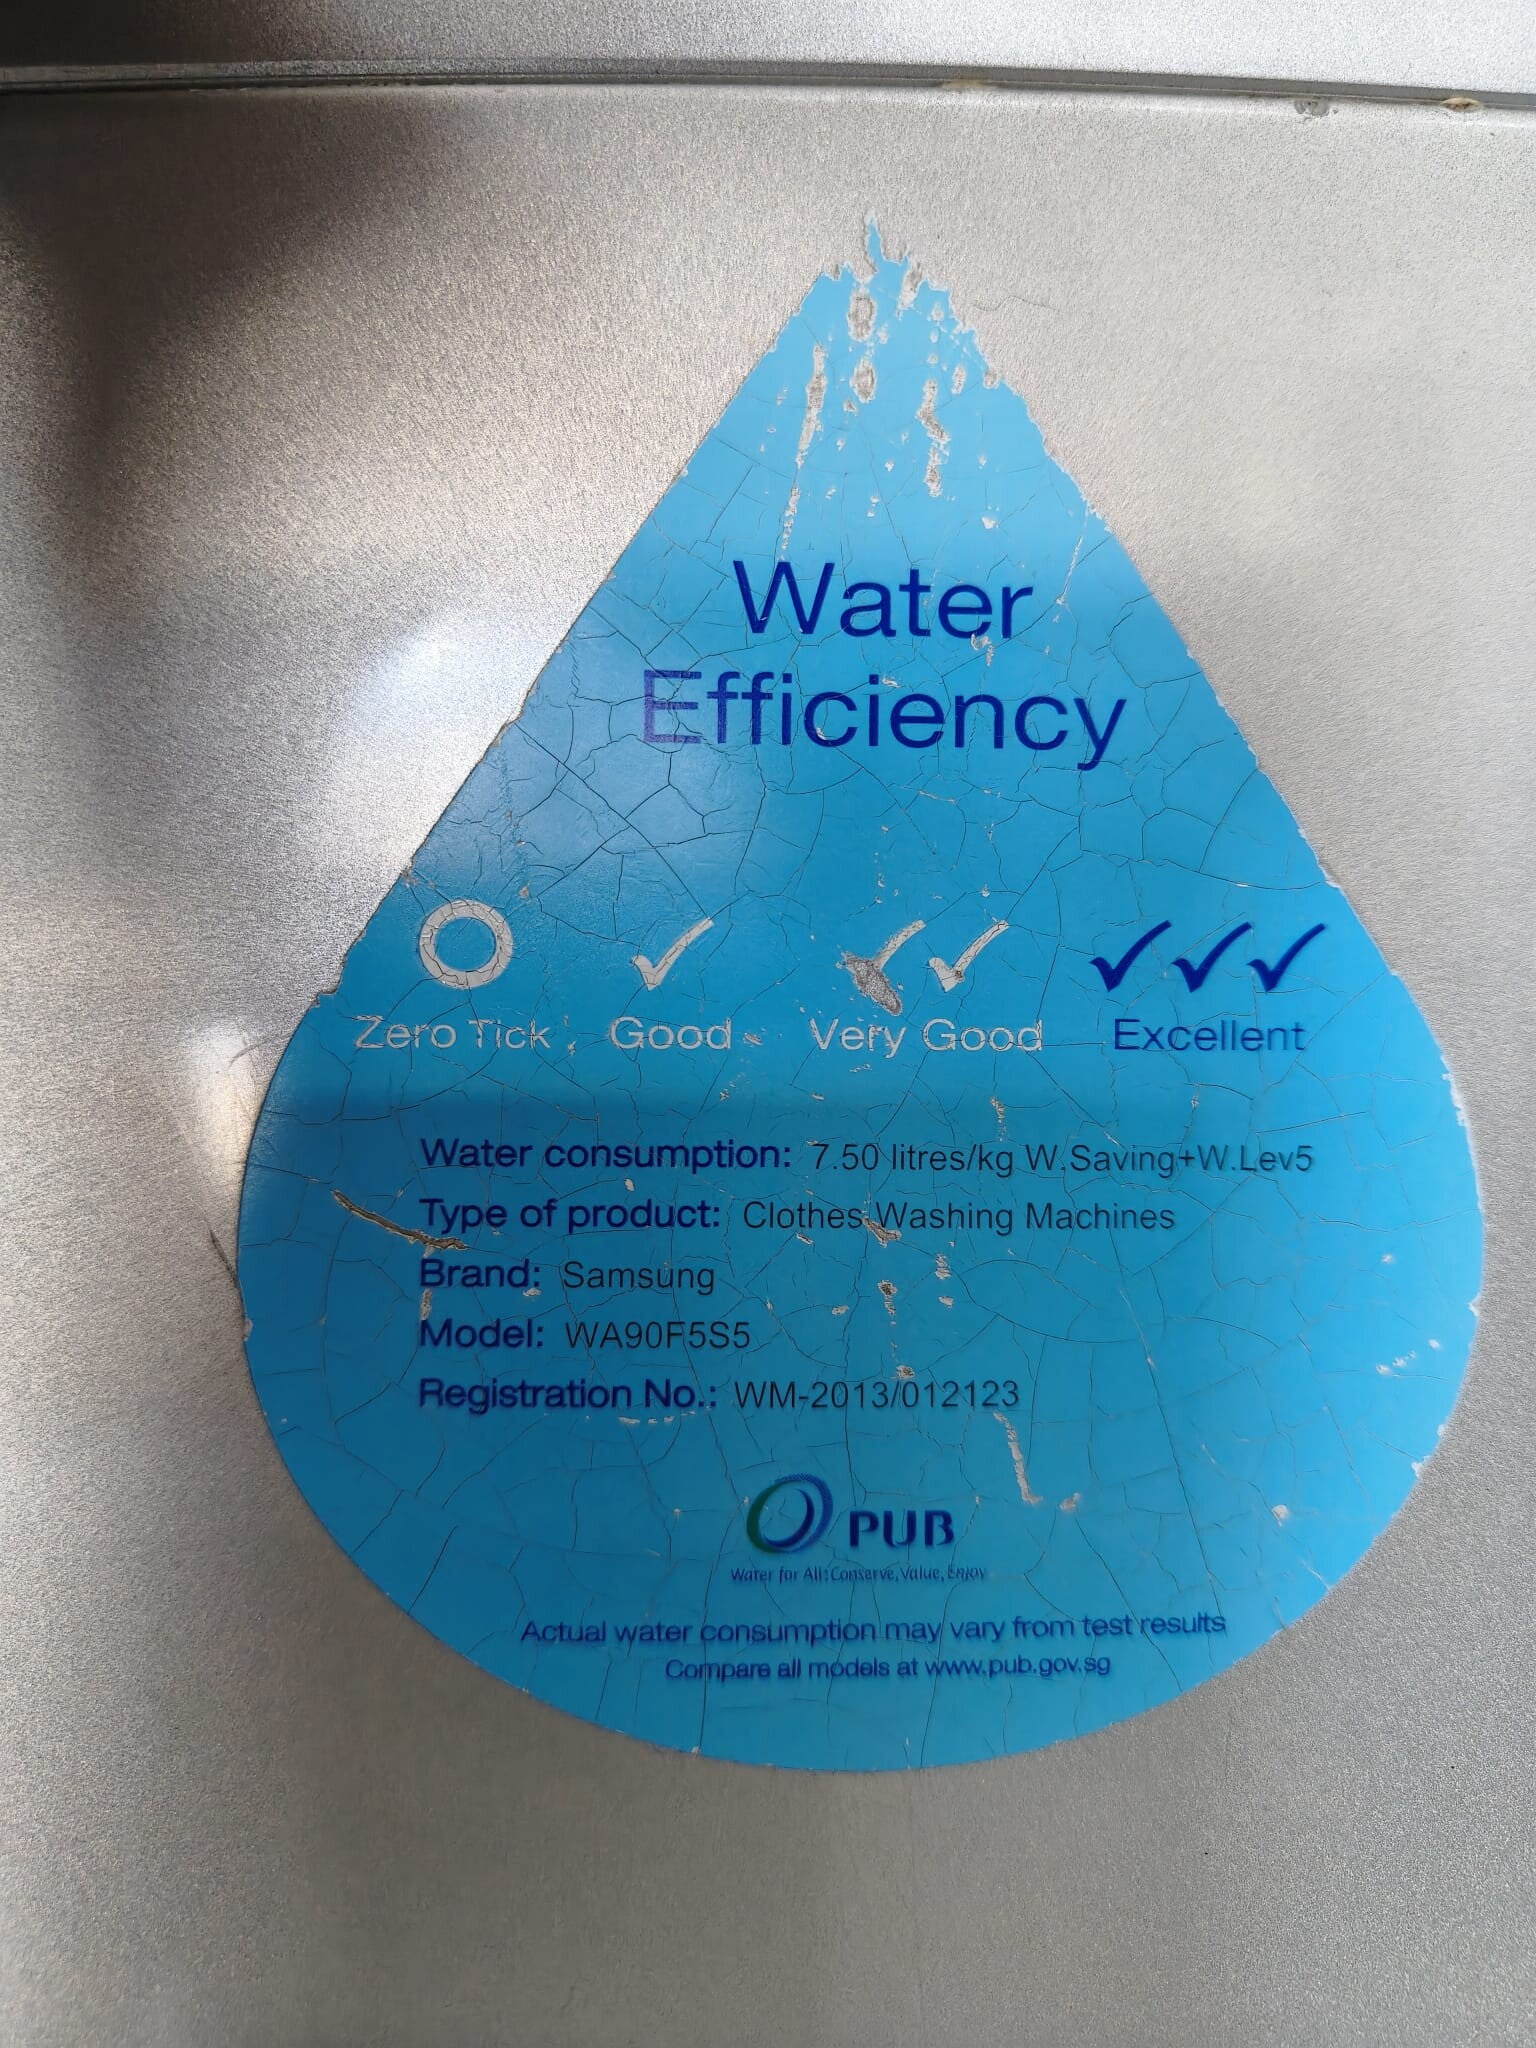 Water
Efficiency
Zero Tick Good Very Good Excellent
Water consumption: 7.50 litres/kg W.Saving+W.Lev5
Type of product: Clothes Washing Machines
Brand: Samsung
Model: WA90F5S5
Registration No.: WM-2013/012123
PUB
Water for All: Conserve, Value, Enjoy
Actual water consumption may vary from test results
Compare all models at www.pub.gov.sg